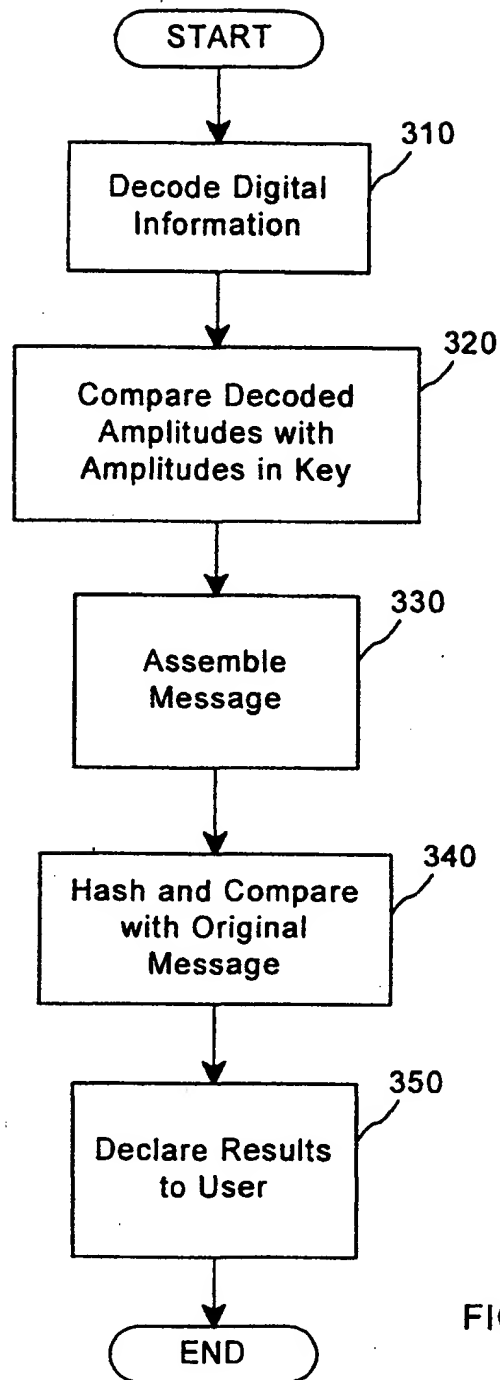 START
310
Decode Digital
Information
320
Compare Decoded
Amplitudes with
Amplitudes in Key
330
Assemble
Message
340
Hash and Compare
with Original
Message
350
Declare Results
to User
END